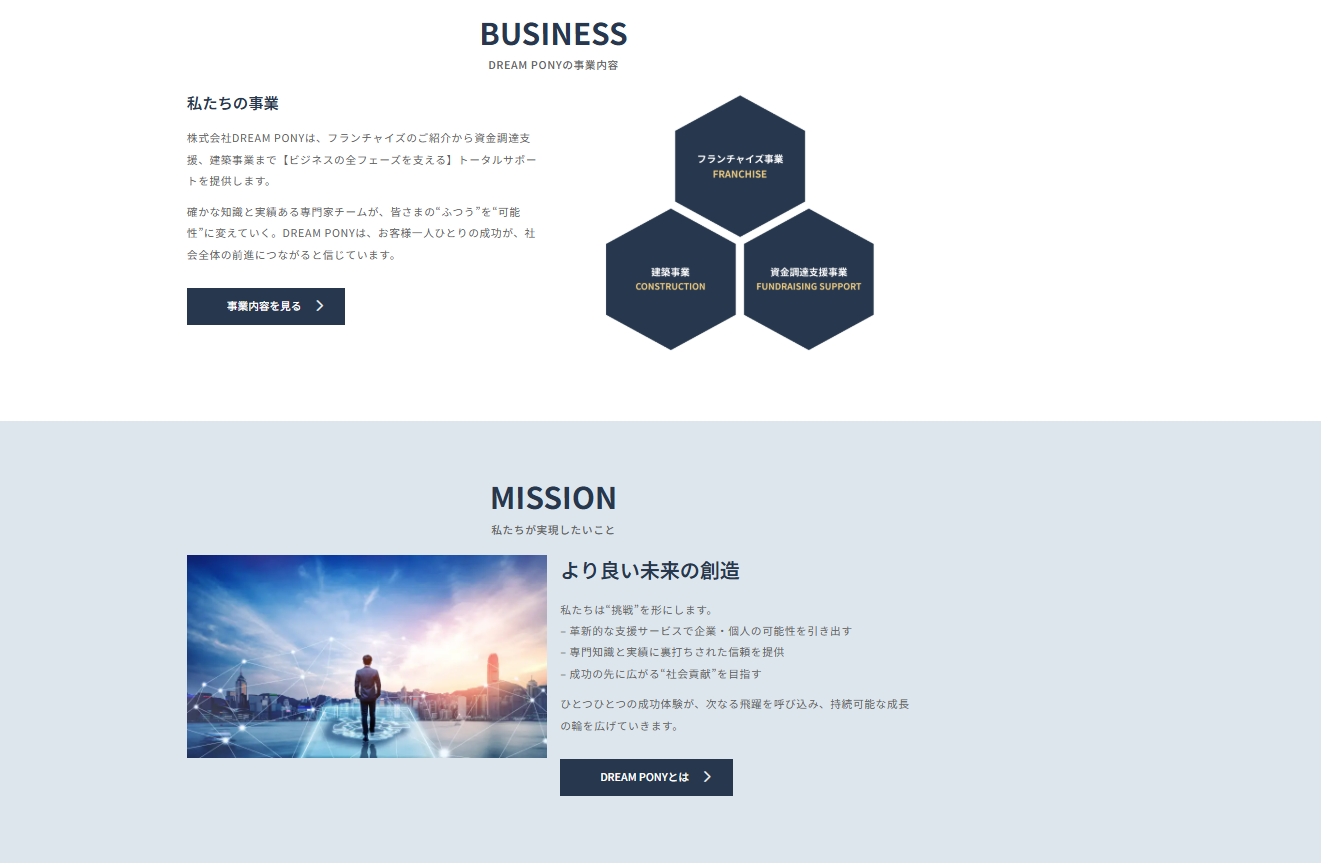 BUSINESS
DREAM PONYの事業内容
私たちの事業
株式会社DREAM PONYは、フランチャイズのご紹介から資金調達支
援、建築事業まで【ビジネスの全フェーズを支える】トータルサポー
トを提供します。
確かな知識と実績ある専門家チームが、皆さまの“ふつう”を“可能
性”に変えていく。DREAM PONYは、お客様一人ひとりの成功が、社
会全体の前進につながると信じています。
事業内容を見る
フランチャイズ事業
FRANCHISE
建築事業
CONSTRUCTION
資金調達支援事業
FUNDRAISING SUPPORT
MISSION
私たちが実現したいこと
より良い未来の創造
私たちは“挑戦”を形にします。
– 革新的な支援サービスで企業・個人の可能性を引き出す
– 専門知識と実績に裏打ちされた信頼を提供
– 成功の先に広がる“社会貢献”を目指す
ひとつひとつの成功体験が、次なる飛躍を呼び込み、持続可能な成長
の輪を広げていきます。
DREAM PONYとは